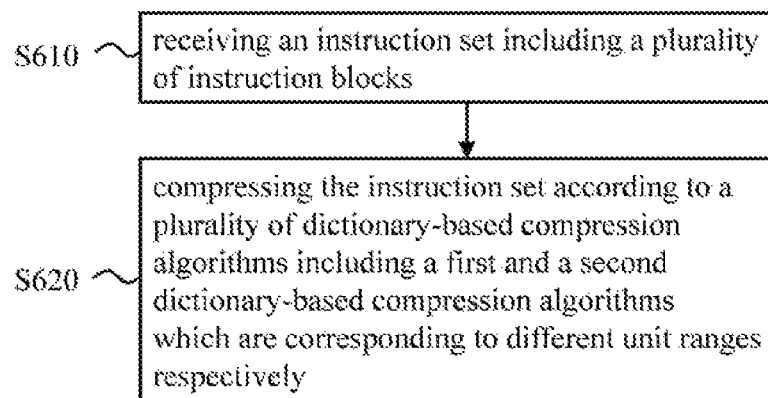 S610
receiving an instruction set including a plurality
of instruction blocks
S620
compressing the instruction set according to a
plurality of dictionary-based compression
algorithms including a first and a second
dictionary-based compression algorithms
which are corresponding to different unit ranges
respectively